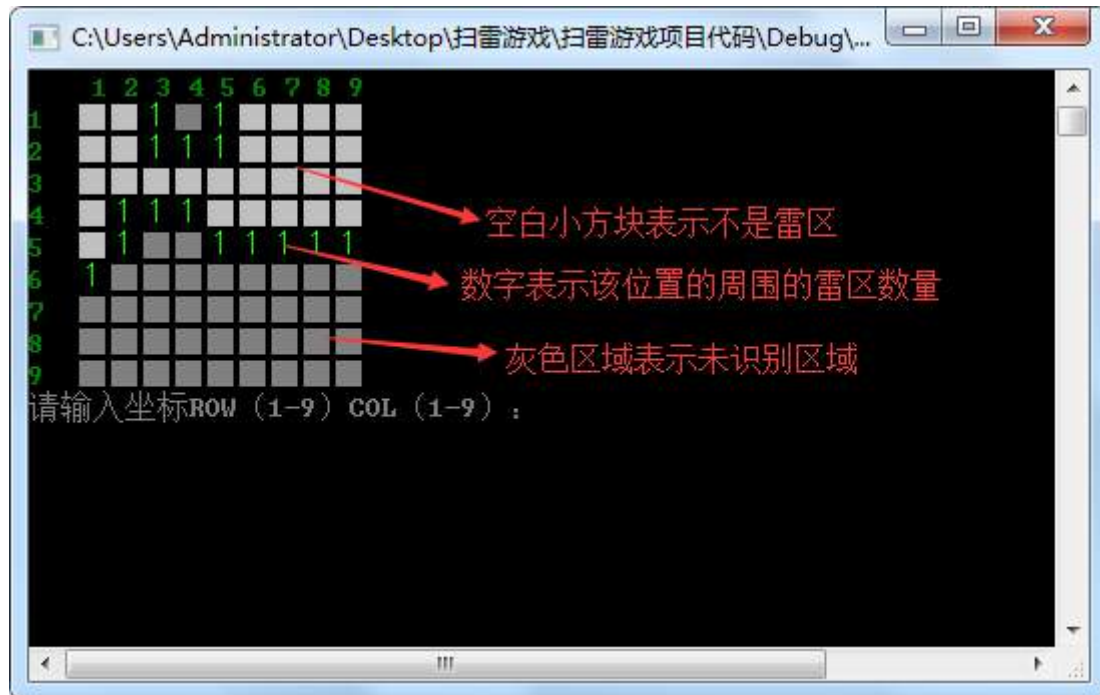 C:\Users\Administrator\Desktop\扫雷游戏\扫雷游戏项目代码\Debug\...
1 2 3 4 5 6 7 8 9
1 1 1
2 1 1 1
3
空白小方块表示不是雷区
4 1 1 1
5 1 1 1 1 1 1
数字表示该位置的周围的雷区数量
6 1
7
8
灰色区域表示未识别区域
9
请输入坐标ROW（1-9）COL（1-9）：